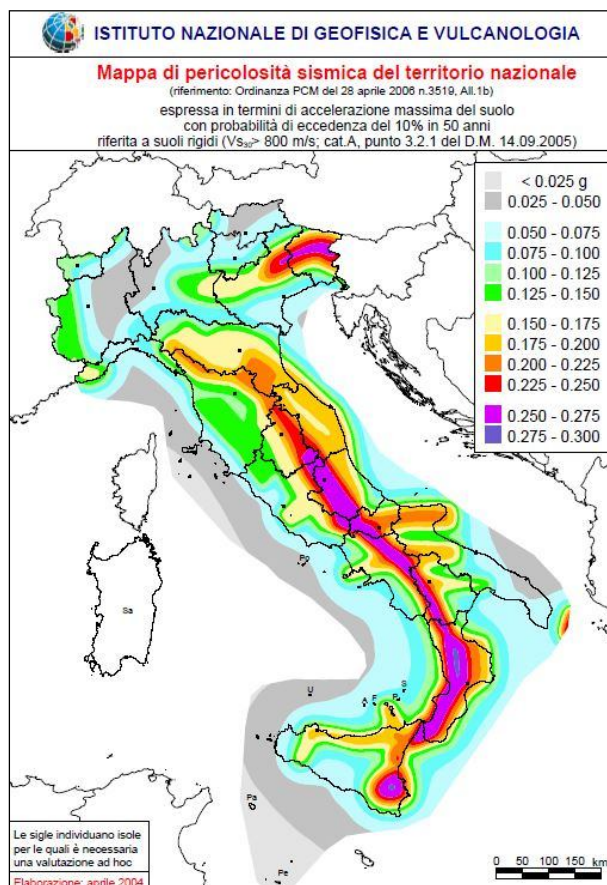 ISTITUTO NAZIONALE DI GEOFISICA E VULCANOLOGIA
Mappa di pericolosità sismica del territorio nazionale
(riferimento: Ordinanza PCM del 28 aprile 2006 n.3519, All.1b)
espressa in termini di accelerazione massima del suolo
con probabilità di eccedenza del 10% in 50 anni
riferita a suoli rigidi (Vs₃₀> 800 m/s; cat.A, punto 3.2.1 del D.M. 14.09.2005)
< 0.025 g
0.025 - 0.050
0.050 - 0.075
0.075 - 0.100
0.100 - 0.125
0.125 - 0.150
0.150 - 0.175
0.175 - 0.200
0.200 - 0.225
0.225 - 0.250
0.250 - 0.275
0.275 - 0.300
Po
Sa
U
A
F
P
S
Pa
Pe
Le sigle individuano isole
per le quali è necessaria
una valutazione ad hoc
Elaborazione: aprile 2004
0 50 100 150 km